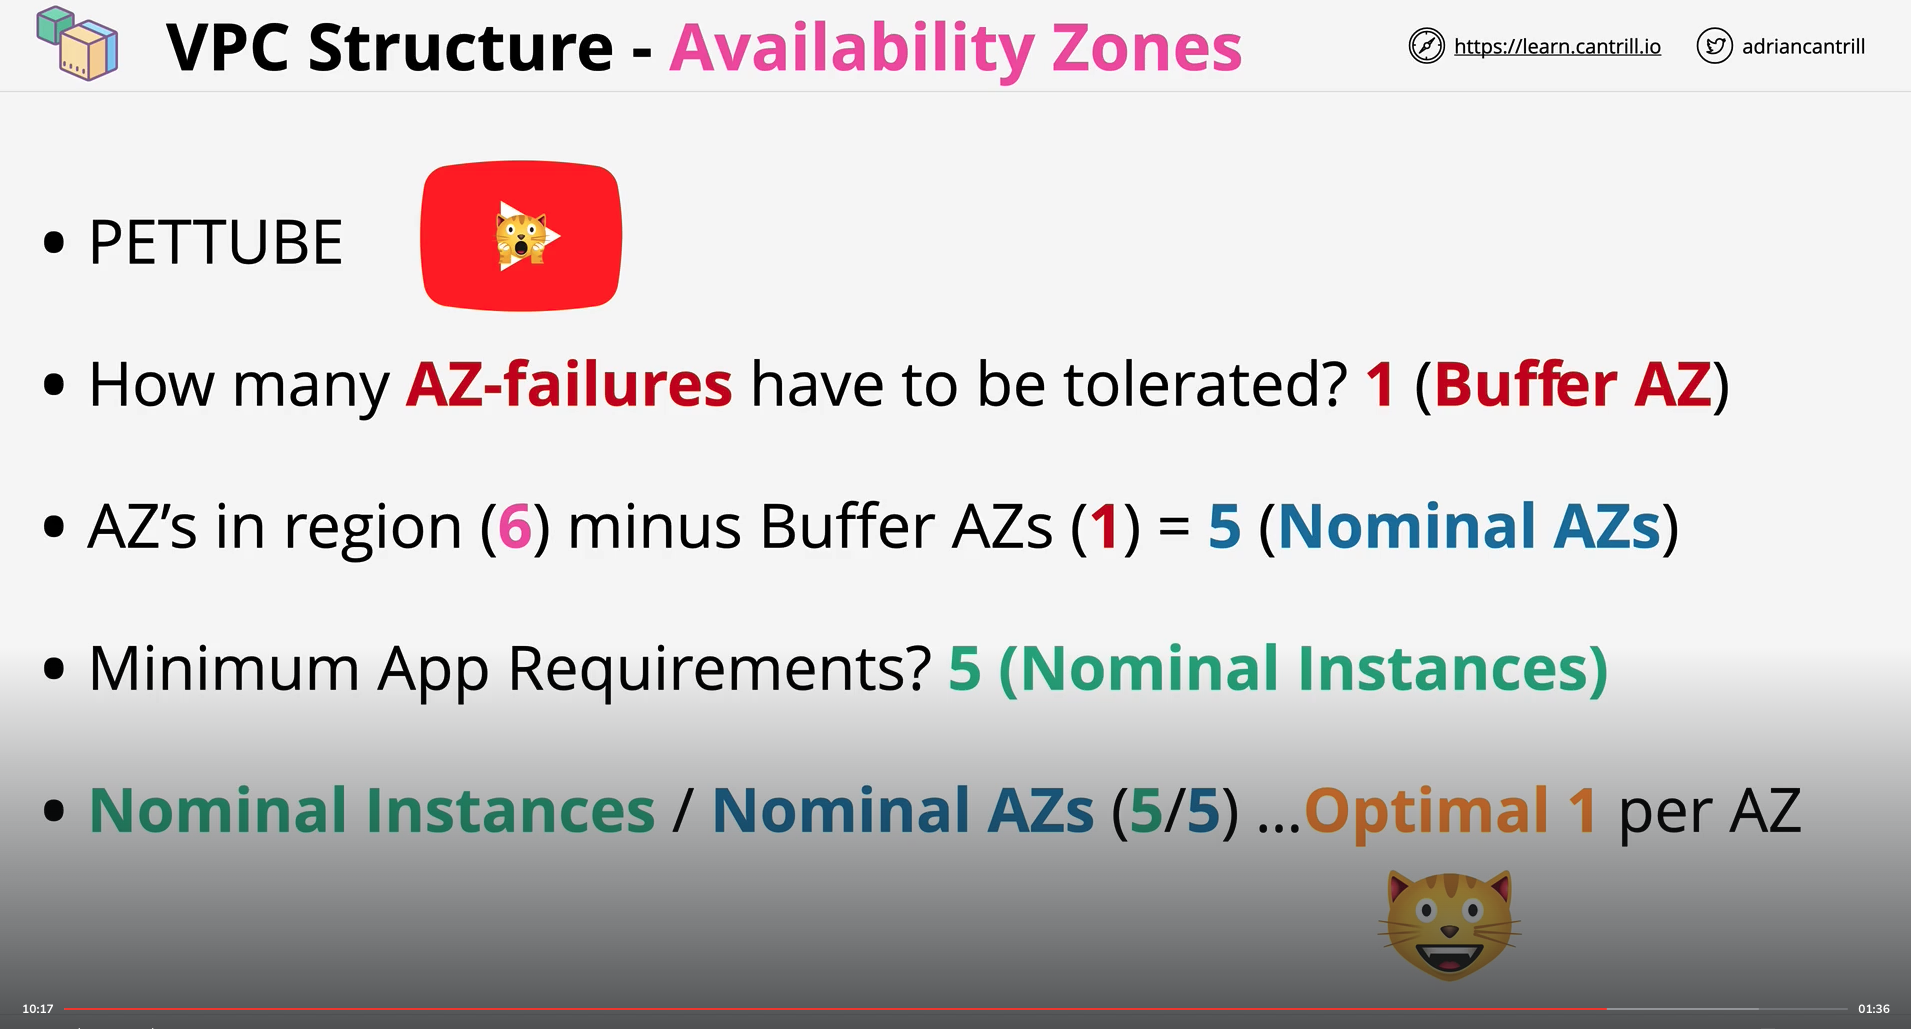 VPC Structure - Availability Zones
https://learn.cantrill.io
adriancantrill
• PETTUBE
• How many AZ-failures have to be tolerated? 1 (Buffer AZ)
• AZ’s in region (6) minus Buffer AZs (1) = 5 (Nominal AZs)
• Minimum App Requirements? 5 (Nominal Instances)
• Nominal Instances / Nominal AZs (5/5) ...Optimal 1 per AZ
10:17
01:36